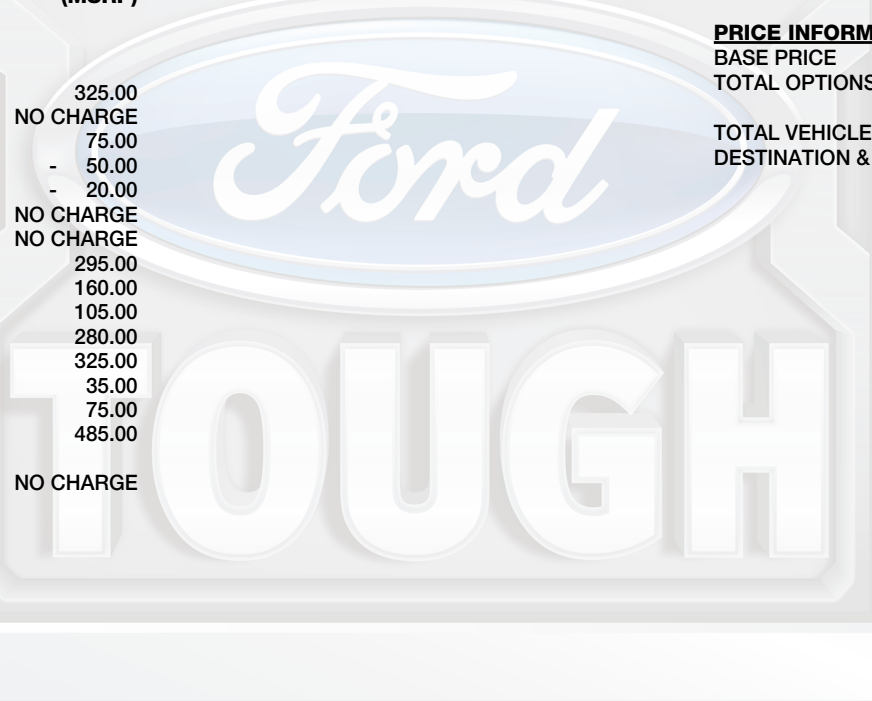 (MSRP)
325.00
NO CHARGE
75.00
- 50.00
- 20.00
NO CHARGE
NO CHARGE
295.00
160.00
105.00
280.00
325.00
35.00
75.00
485.00
NO CHARGE
PRICE INFORM
BASE PRICE
TOTAL OPTIONS
TOTAL VEHICLE
DESTINATION &
Ford
TOUGH